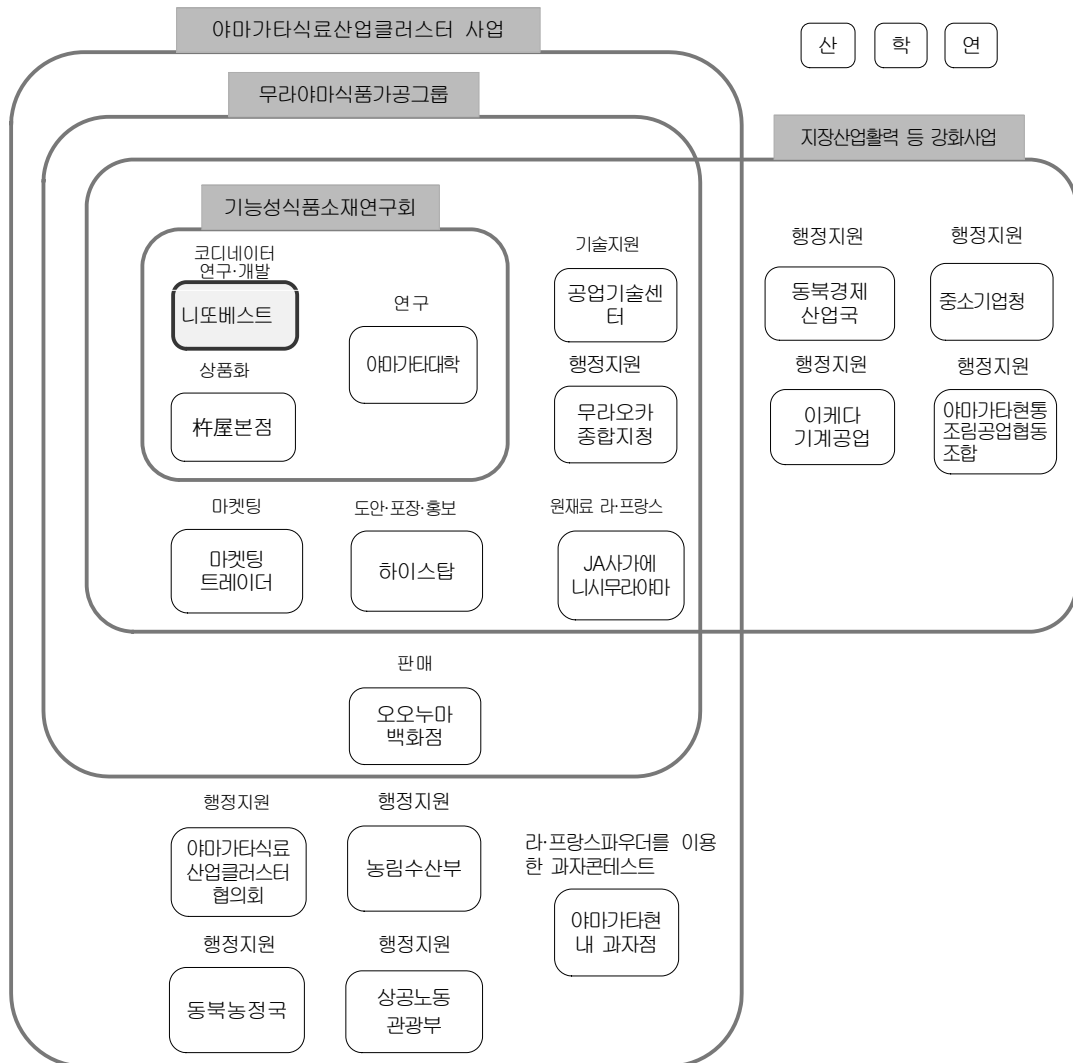 야마가타식료산업클러스터 사업
산 학 연
무라야마식품가공그룹
지장산업활력 등 강화사업
기능성식품소재연구회
코디네이터
연구·개발
니또베스트
연구
야마가타대학
상품화
杵屋본점
기술지원
공업기술센
터
행정지원
무라오카
종합지청
행정지원
동북경제
산업국
행정지원
중소기업청
행정지원
이케다
기계공업
행정지원
야마가타현통
조림공업협동
조합
마켓팅
마켓팅
트레이더
도안·포장·홍보
하이스탑
원재료 라·프랑스
JA사가에
니시무라야마
판매
오오누마
백화점
행정지원
야마가타식료
산업클러스터
협의회
행정지원
농림수산부
라·프랑스파우더를 이용
한 과자콘테스트
야마가타현
내 과자점
행정지원
동북농정국
행정지원
상공노동
관광부